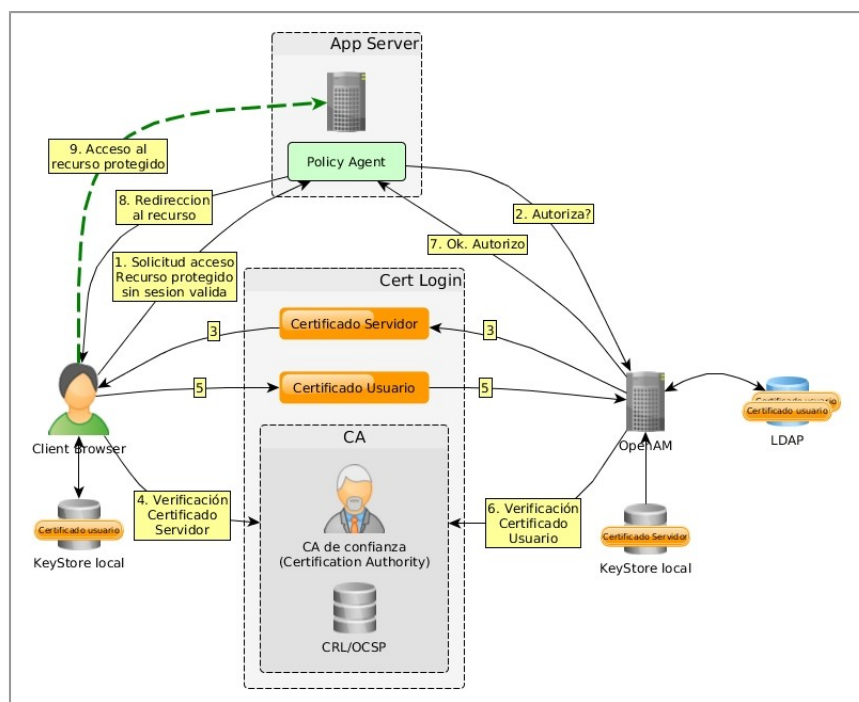 App Server
9. Acceso al
recurso protegido
Policy Agent
8. Redireccion
al recurso
2. Autoriza?
7. Ok. Autorizo
1. Solicitud acceso
Recurso protegido
sin sesion valida
Cert Login
Certificado Servidor
3
3
Certificado Usuario
5
5
Client Browser
OpenAM
Certificado usuario
Certificado usuario
LDAP
CA
4. Verificación
Certificado
Servidor
6. Verificación
Certificado
Usuario
CA de confianza
(Certification Authority)
Certificado usuario
KeyStore local
Certificado Servidor
KeyStore local
CRL/OCSP